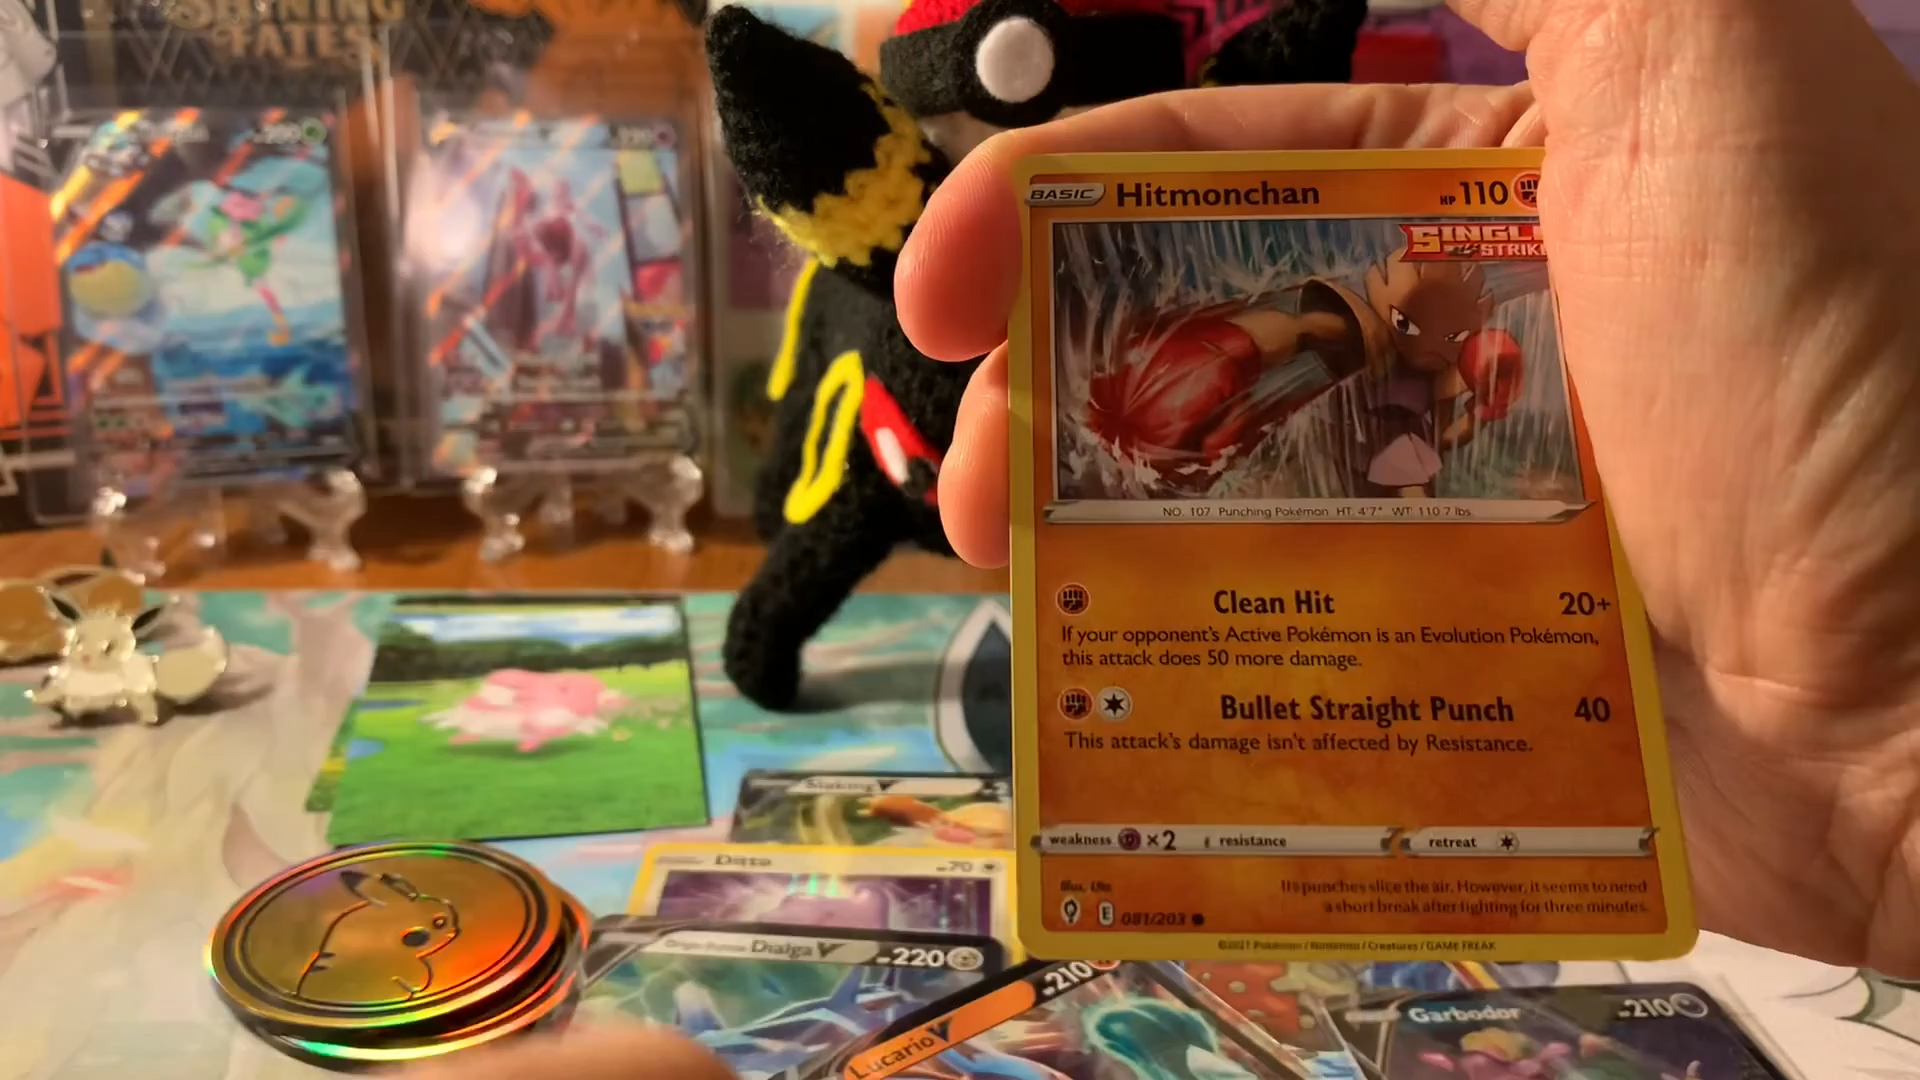 SHINING
FATES
BASIC Hitmonchan HP 110
SINGLE
STRIKE
NO. 107 Punching Pokémon HT: 4'7" WT: 110.7 lbs.
Clean Hit 20+
If your opponent's Active Pokémon is an Evolution Pokémon,
this attack does 50 more damage.
Bullet Straight Punch 40
This attack's damage isn't affected by Resistance.
weakness ×2 resistance retreat
Illus. Uta
Its punches slice the air. However, it seems to need
a short break after fighting for three minutes.
E 081/203
©2021 Pokémon / Nintendo / Creatures / GAME FREAK
Slaking V
Ditto 70
Origin Forme Dialga V 220
Lucario V 210
Garbodor 210